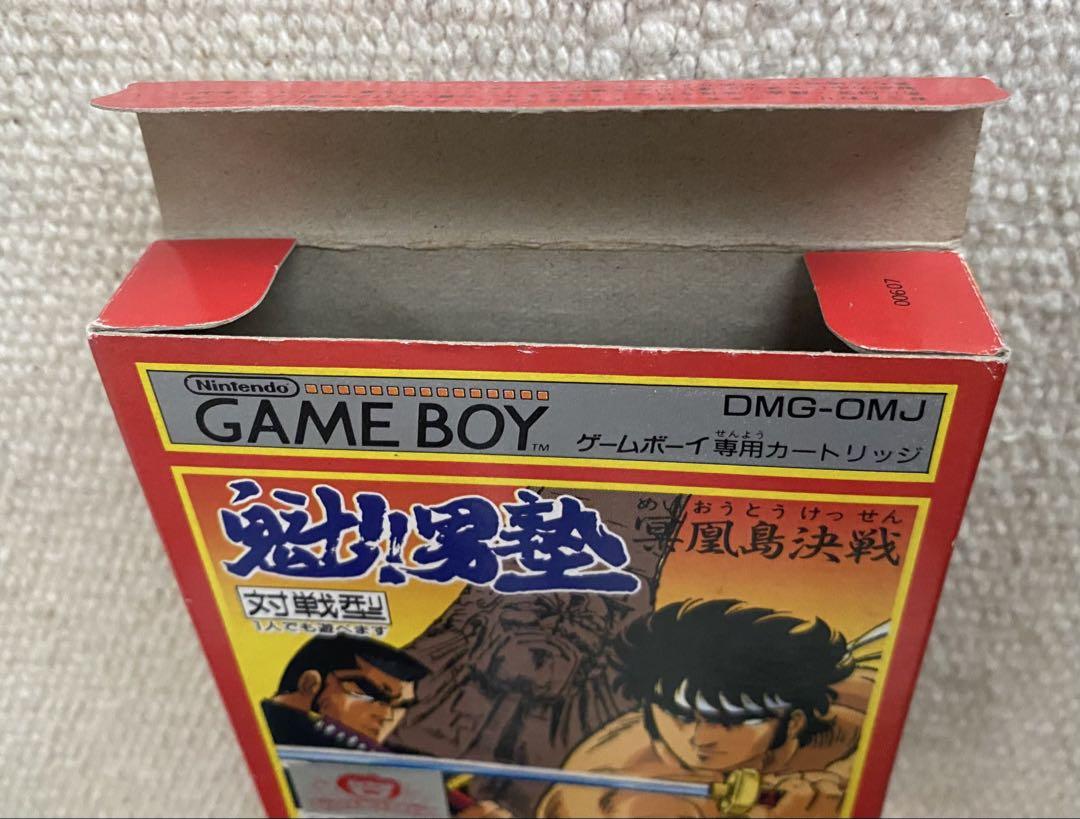 00607
Nintendo
GAME BOY™
DMG-OMJ
ゲームボーイ専用カートリッジ
せんよう
魁!!男塾
めいおうとうけっせん
冥凰島決戦
対戦型
1人でも遊べます